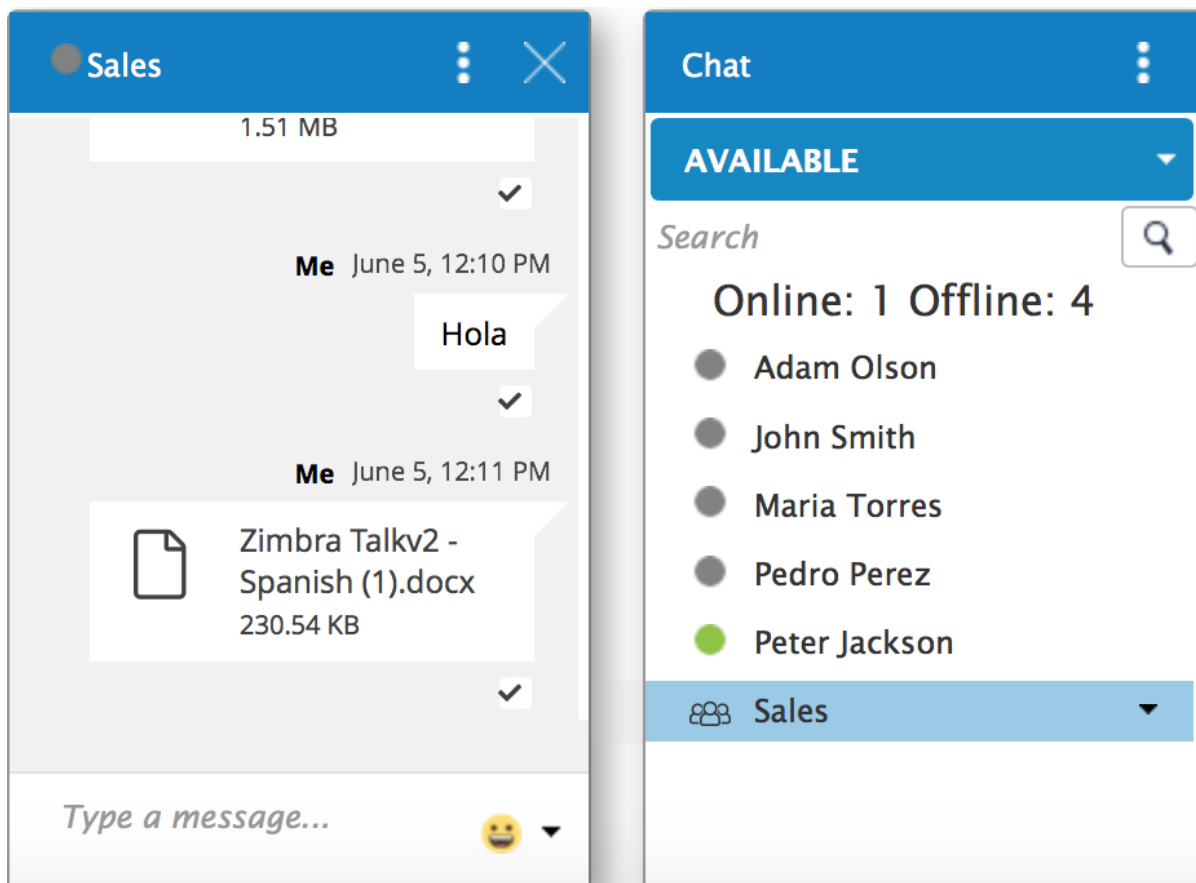 Sales
1.51 MB
Me June 5, 12:10 PM
Hola
Me June 5, 12:11 PM
Zimbra Talkv2 -
Spanish (1).docx
230.54 KB
Type a message...
Chat
AVAILABLE
Search
Online: 1 Offline: 4
Adam Olson
John Smith
Maria Torres
Pedro Perez
Peter Jackson
Sales